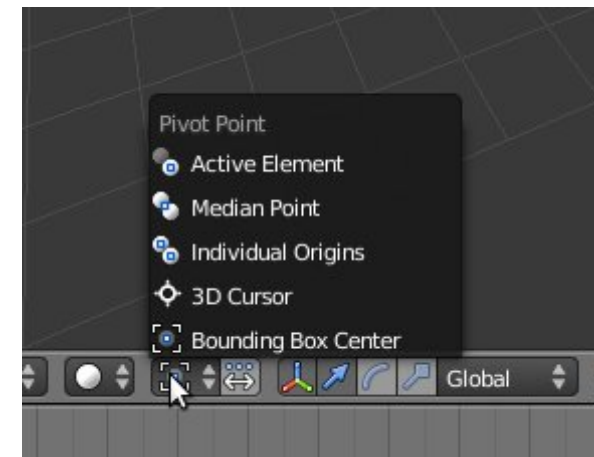 Pivot Point
Active Element
Median Point
Individual Origins
3D Cursor
Bounding Box Center
Global